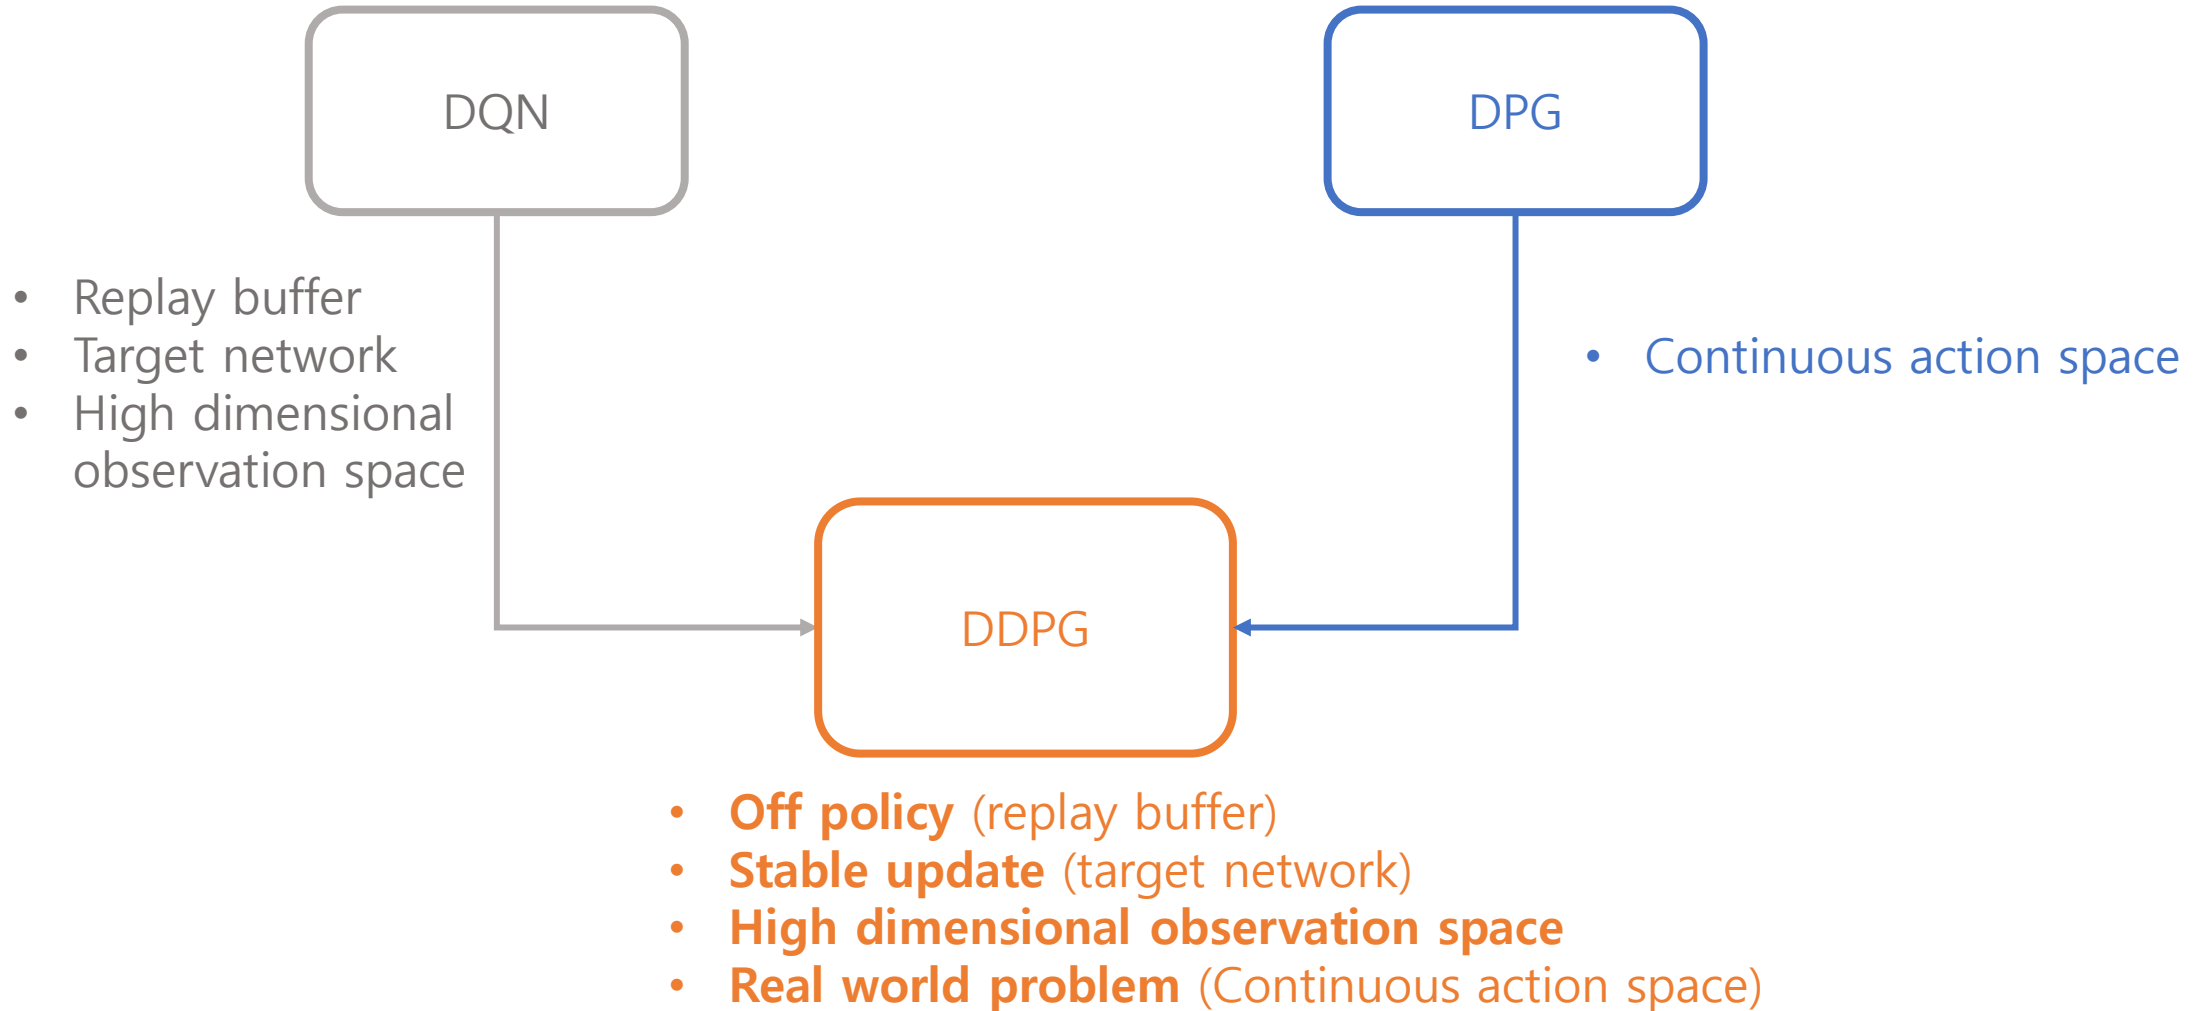 DQN
DPG
• Replay buffer
• Target network
• High dimensional
observation space
• Continuous action space
DDPG
• Off policy (replay buffer)
• Stable update (target network)
• High dimensional observation space
• Real world problem (Continuous action space)